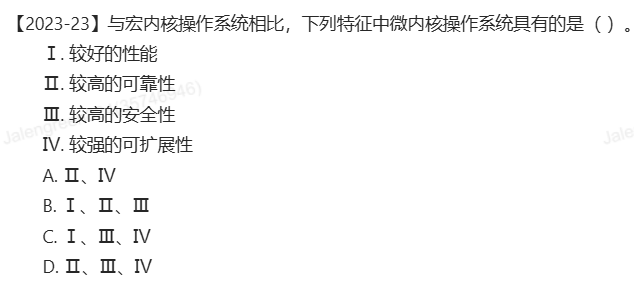 【2023-23】与宏内核操作系统相比，下列特征中微内核操作系统具有的是（ ）。
Ⅰ. 较好的性能
Ⅱ. 较高的可靠性
Ⅲ. 较高的安全性
Ⅳ. 较强的可扩展性
A. Ⅱ、Ⅳ
B. Ⅰ、Ⅱ、Ⅲ
C. Ⅰ、Ⅲ、Ⅳ
D. Ⅱ、Ⅲ、Ⅳ